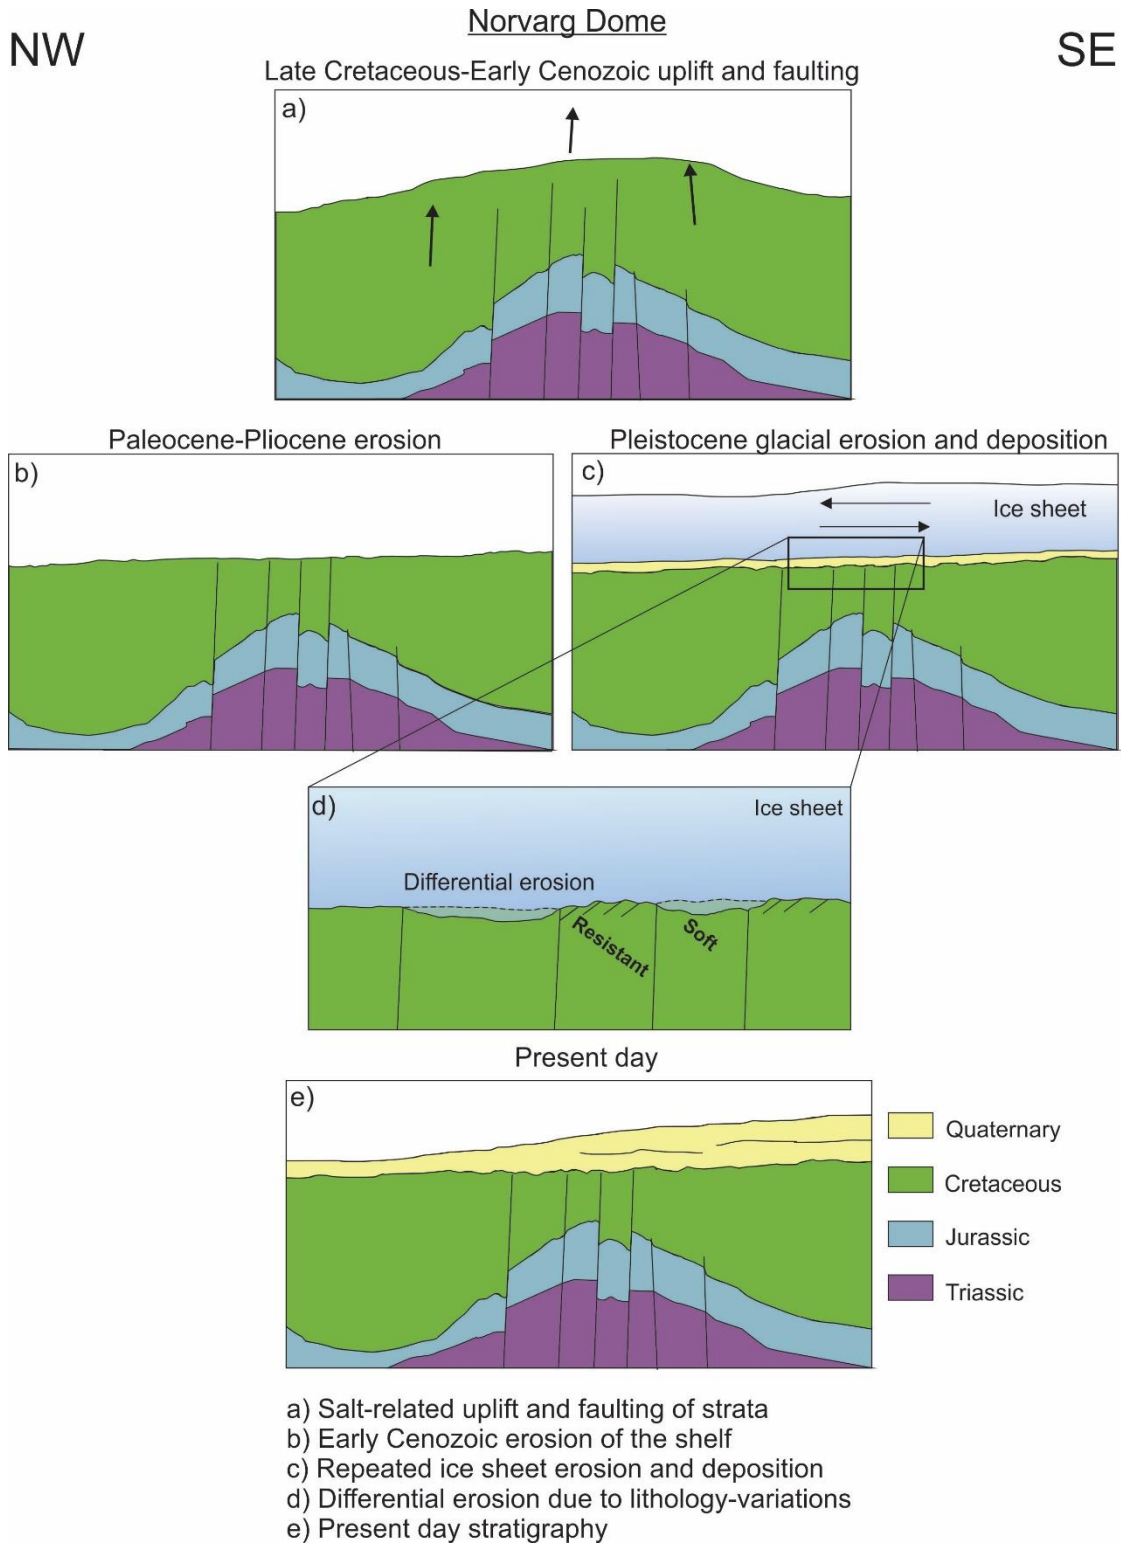 Norvarg Dome
NW
SE
Late Cretaceous-Early Cenozoic uplift and faulting
a)
Paleocene-Pliocene erosion
b)
Pleistocene glacial erosion and deposition
c)
Ice sheet
d)
Ice sheet
Differential erosion
Resistant
Soft
Present day
e)
Quaternary
Cretaceous
Jurassic
Triassic
a) Salt-related uplift and faulting of strata
b) Early Cenozoic erosion of the shelf
c) Repeated ice sheet erosion and deposition
d) Differential erosion due to lithology-variations
e) Present day stratigraphy